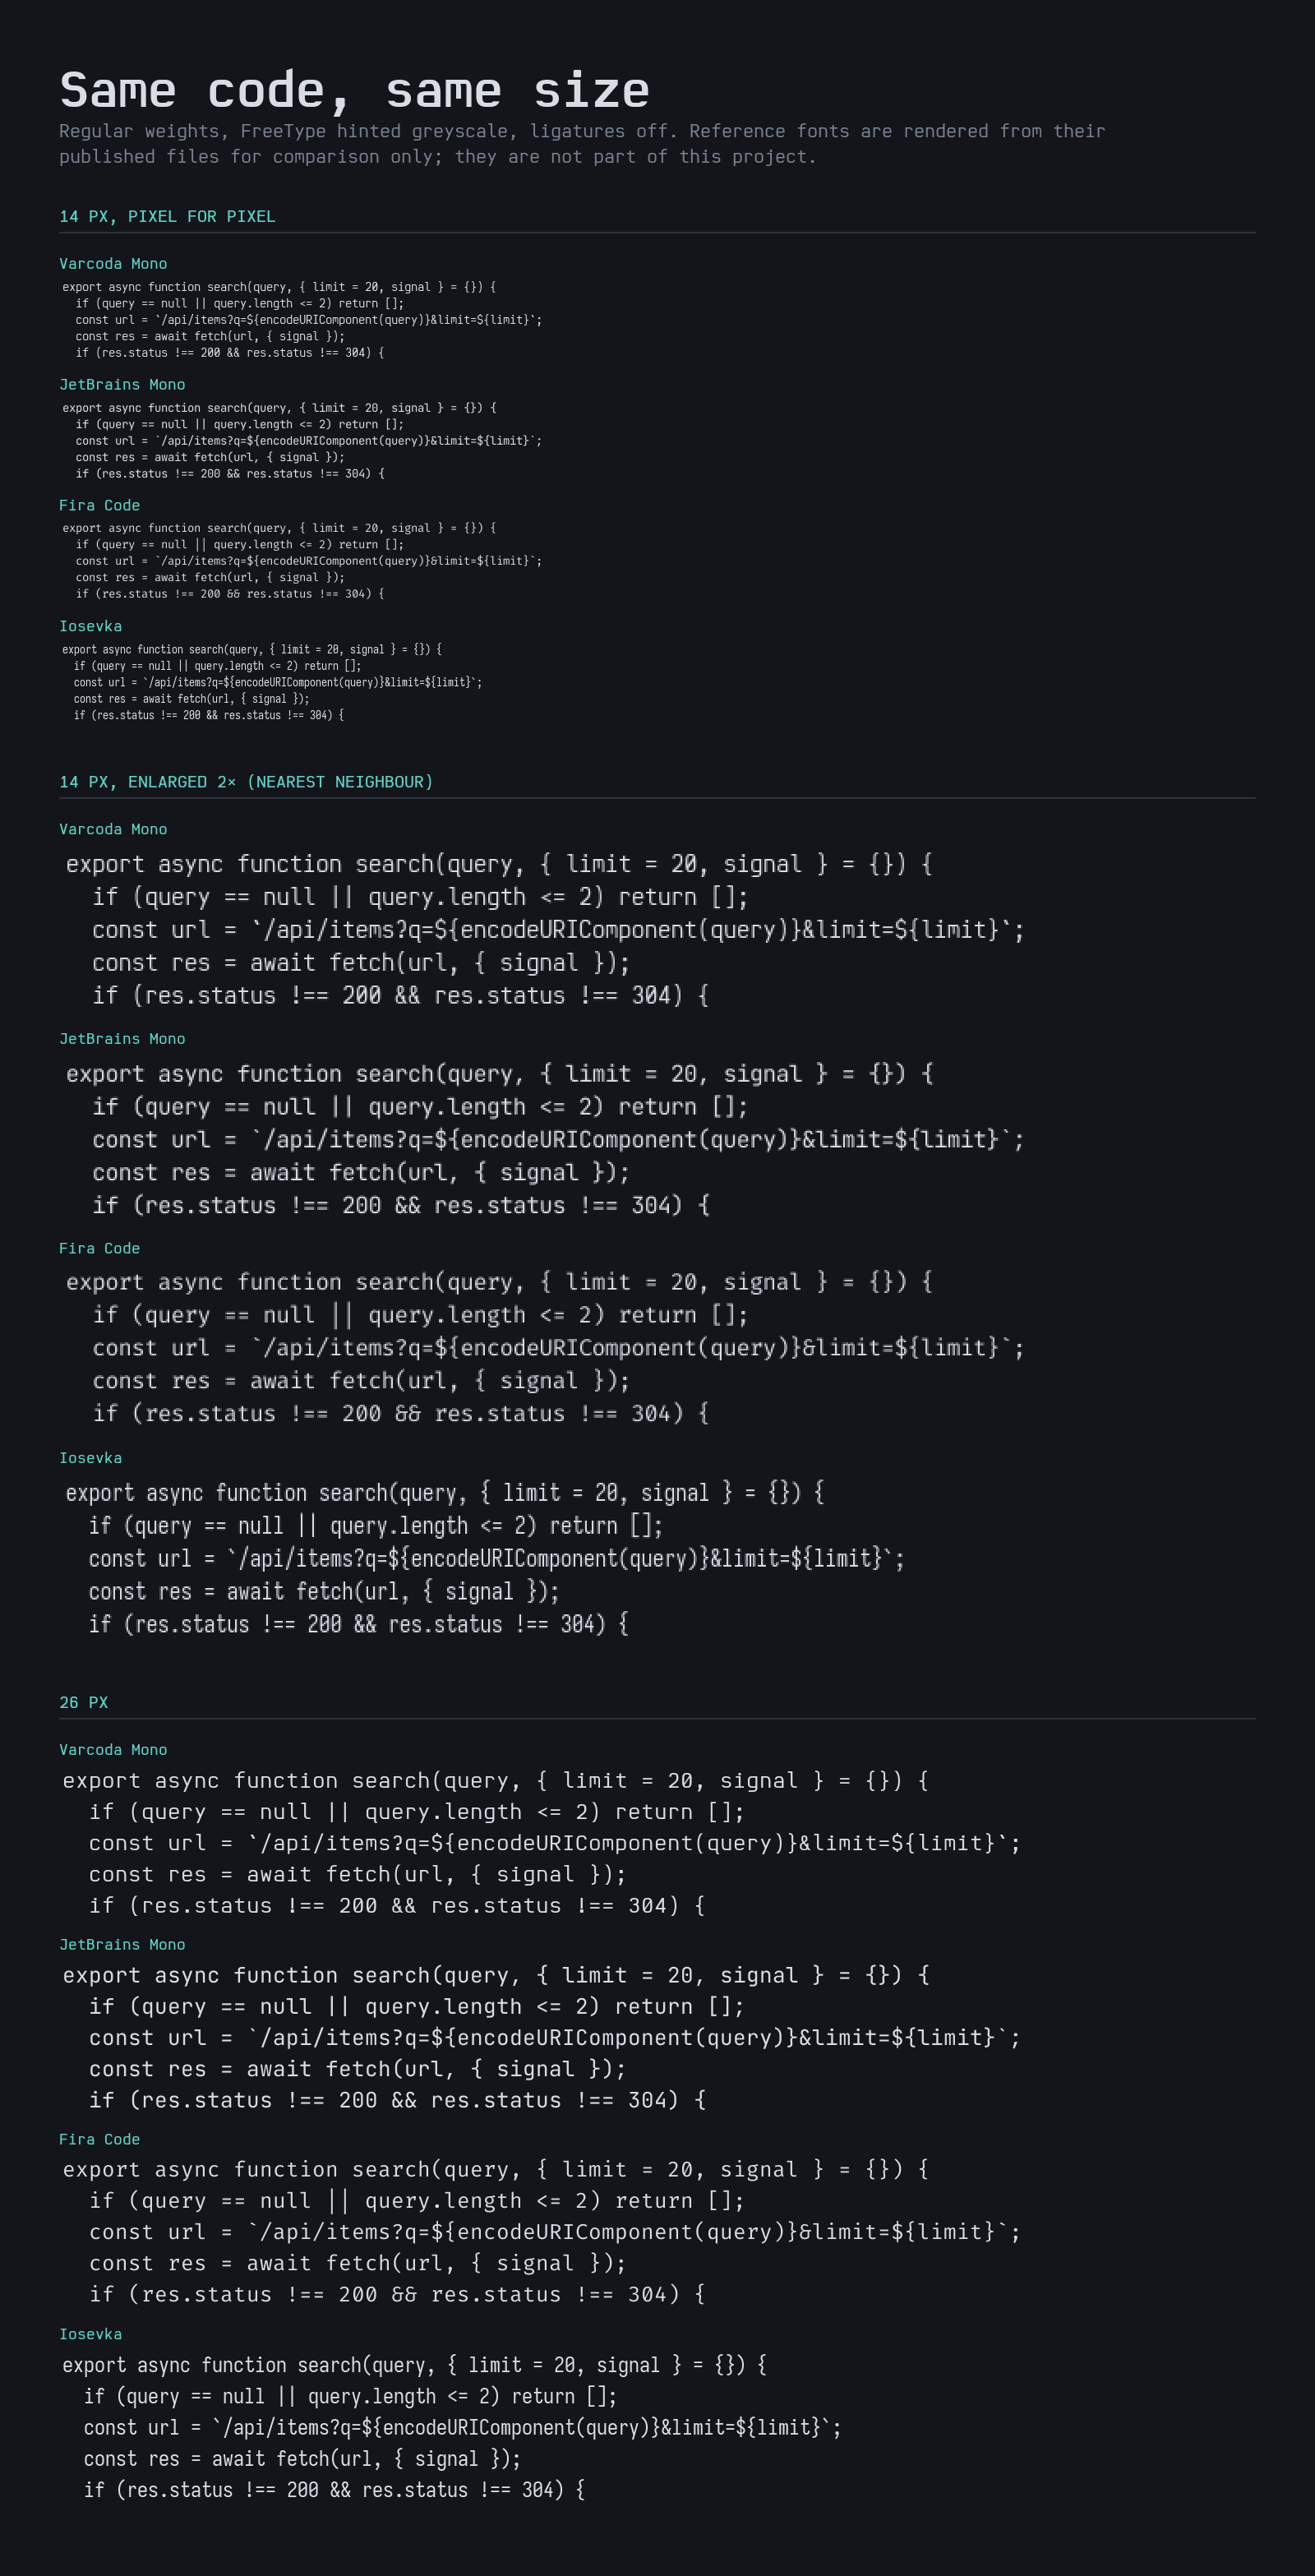 Same code, same size
Regular weights, FreeType hinted greyscale, ligatures off. Reference fonts are rendered from their
published files for comparison only; they are not part of this project.
14 PX, PIXEL FOR PIXEL
Varcoda Mono
export async function search(query, { limit = 20, signal } = {}) {
  if (query == null || query.length <= 2) return [];
  const url = `/api/items?q=${encodeURIComponent(query)}&limit=${limit}`;
  const res = await fetch(url, { signal });
  if (res.status !== 200 && res.status !== 304) {
JetBrains Mono
export async function search(query, { limit = 20, signal } = {}) {
  if (query == null || query.length <= 2) return [];
  const url = `/api/items?q=${encodeURIComponent(query)}&limit=${limit}`;
  const res = await fetch(url, { signal });
  if (res.status !== 200 && res.status !== 304) {
Fira Code
export async function search(query, { limit = 20, signal } = {}) {
  if (query == null || query.length <= 2) return [];
  const url = `/api/items?q=${encodeURIComponent(query)}&limit=${limit}`;
  const res = await fetch(url, { signal });
  if (res.status !== 200 && res.status !== 304) {
Iosevka
export async function search(query, { limit = 20, signal } = {}) {
  if (query == null || query.length <= 2) return [];
  const url = `/api/items?q=${encodeURIComponent(query)}&limit=${limit}`;
  const res = await fetch(url, { signal });
  if (res.status !== 200 && res.status !== 304) {
14 PX, ENLARGED 2× (NEAREST NEIGHBOUR)
Varcoda Mono
export async function search(query, { limit = 20, signal } = {}) {
  if (query == null || query.length <= 2) return [];
  const url = `/api/items?q=${encodeURIComponent(query)}&limit=${limit}`;
  const res = await fetch(url, { signal });
  if (res.status !== 200 && res.status !== 304) {
JetBrains Mono
export async function search(query, { limit = 20, signal } = {}) {
  if (query == null || query.length <= 2) return [];
  const url = `/api/items?q=${encodeURIComponent(query)}&limit=${limit}`;
  const res = await fetch(url, { signal });
  if (res.status !== 200 && res.status !== 304) {
Fira Code
export async function search(query, { limit = 20, signal } = {}) {
  if (query == null || query.length <= 2) return [];
  const url = `/api/items?q=${encodeURIComponent(query)}&limit=${limit}`;
  const res = await fetch(url, { signal });
  if (res.status !== 200 && res.status !== 304) {
Iosevka
export async function search(query, { limit = 20, signal } = {}) {
  if (query == null || query.length <= 2) return [];
  const url = `/api/items?q=${encodeURIComponent(query)}&limit=${limit}`;
  const res = await fetch(url, { signal });
  if (res.status !== 200 && res.status !== 304) {
26 PX
Varcoda Mono
export async function search(query, { limit = 20, signal } = {}) {
  if (query == null || query.length <= 2) return [];
  const url = `/api/items?q=${encodeURIComponent(query)}&limit=${limit}`;
  const res = await fetch(url, { signal });
  if (res.status !== 200 && res.status !== 304) {
JetBrains Mono
export async function search(query, { limit = 20, signal } = {}) {
  if (query == null || query.length <= 2) return [];
  const url = `/api/items?q=${encodeURIComponent(query)}&limit=${limit}`;
  const res = await fetch(url, { signal });
  if (res.status !== 200 && res.status !== 304) {
Fira Code
export async function search(query, { limit = 20, signal } = {}) {
  if (query == null || query.length <= 2) return [];
  const url = `/api/items?q=${encodeURIComponent(query)}&limit=${limit}`;
  const res = await fetch(url, { signal });
  if (res.status !== 200 && res.status !== 304) {
Iosevka
export async function search(query, { limit = 20, signal } = {}) {
  if (query == null || query.length <= 2) return [];
  const url = `/api/items?q=${encodeURIComponent(query)}&limit=${limit}`;
  const res = await fetch(url, { signal });
  if (res.status !== 200 && res.status !== 304) {